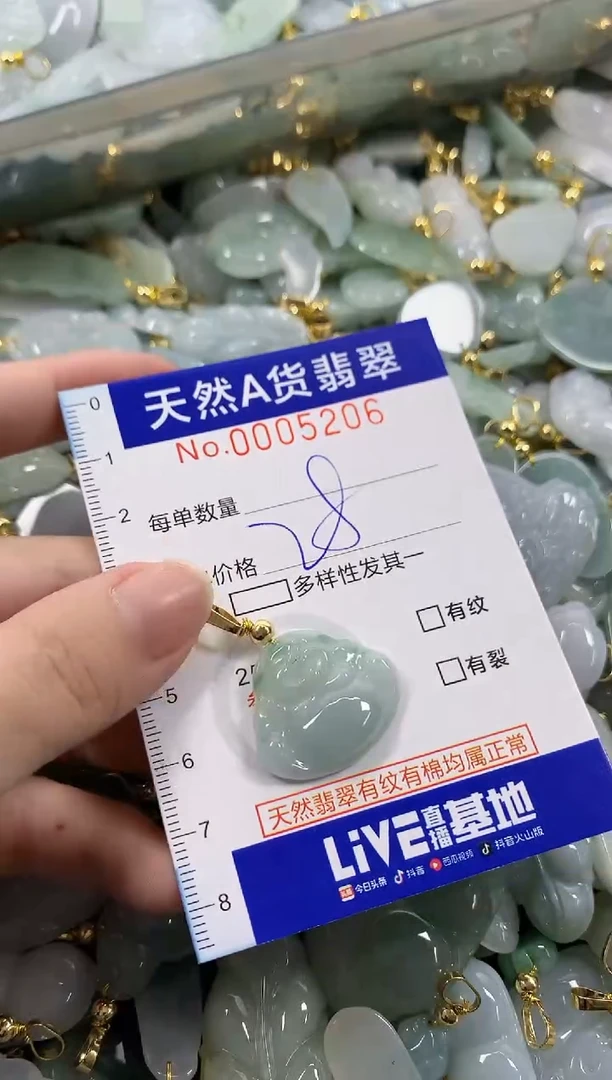 天然A货翡翠
No.0005206
每单数量
价格
28
多样性发其一
有纹
有裂
天然翡翠有纹有棉均属正常
LiVE直播基地
今日头条 抖音 西瓜视频 抖音火山版
0
1
2
5
6
7
8